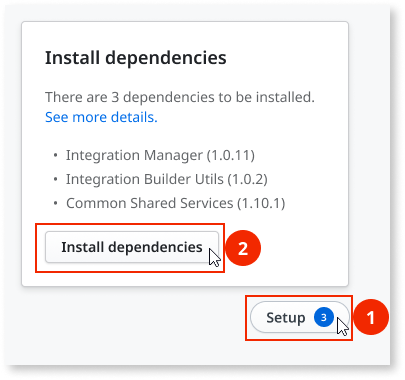 Install dependencies
There are 3 dependencies to be installed.
See more details.
• Integration Manager (1.0.11)
• Integration Builder Utils (1.0.2)
• Common Shared Services (1.10.1)
Install dependencies
2
Setup 3
1